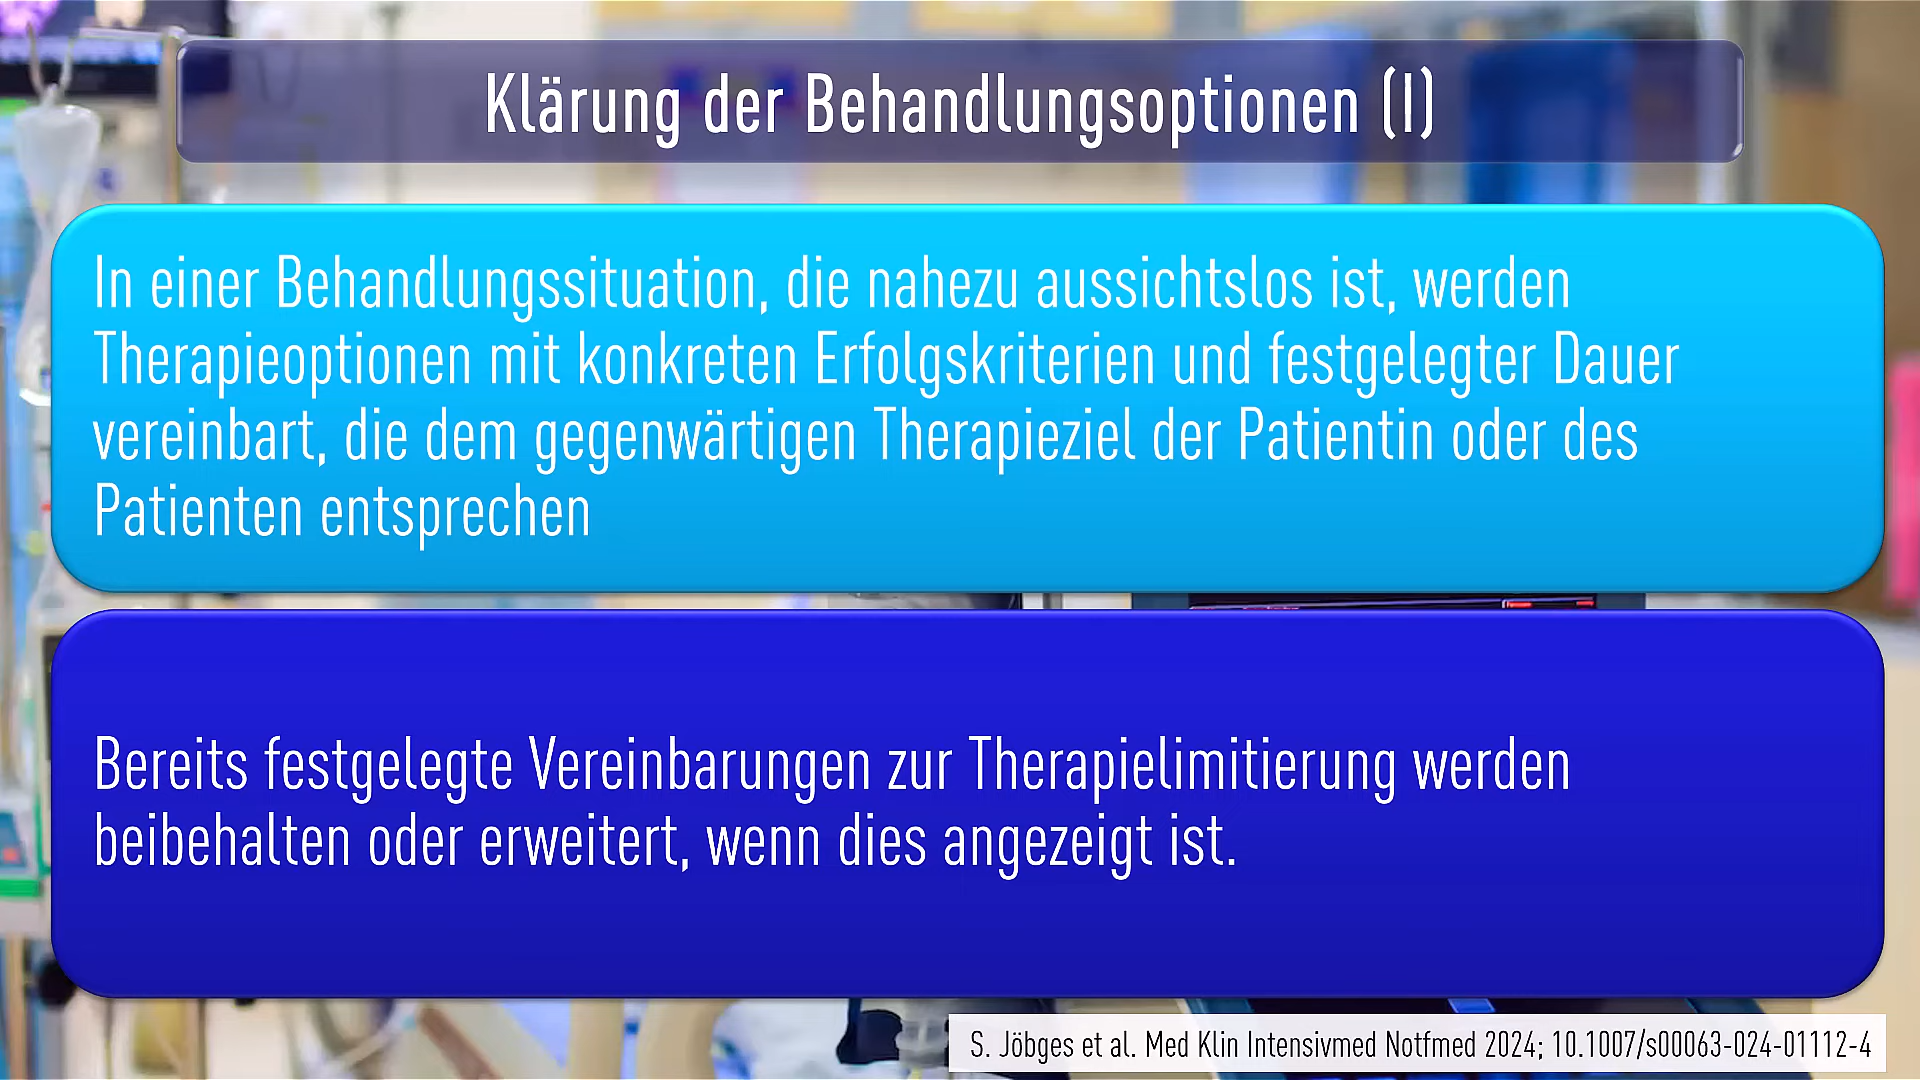 Klärung der Behandlungsoptionen (I)
In einer Behandlungssituation, die nahezu aussichtslos ist, werden
Therapieoptionen mit konkreten Erfolgskriterien und festgelegter Dauer
vereinbart, die dem gegenwärtigen Therapieziel der Patientin oder des
Patienten entsprechen
Bereits festgelegte Vereinbarungen zur Therapielimitierung werden
beibehalten oder erweitert, wenn dies angezeigt ist.
S. Jöbges et al. Med Klin Intensivmed Notfmed 2024; 10.1007/s00063-024-01112-4